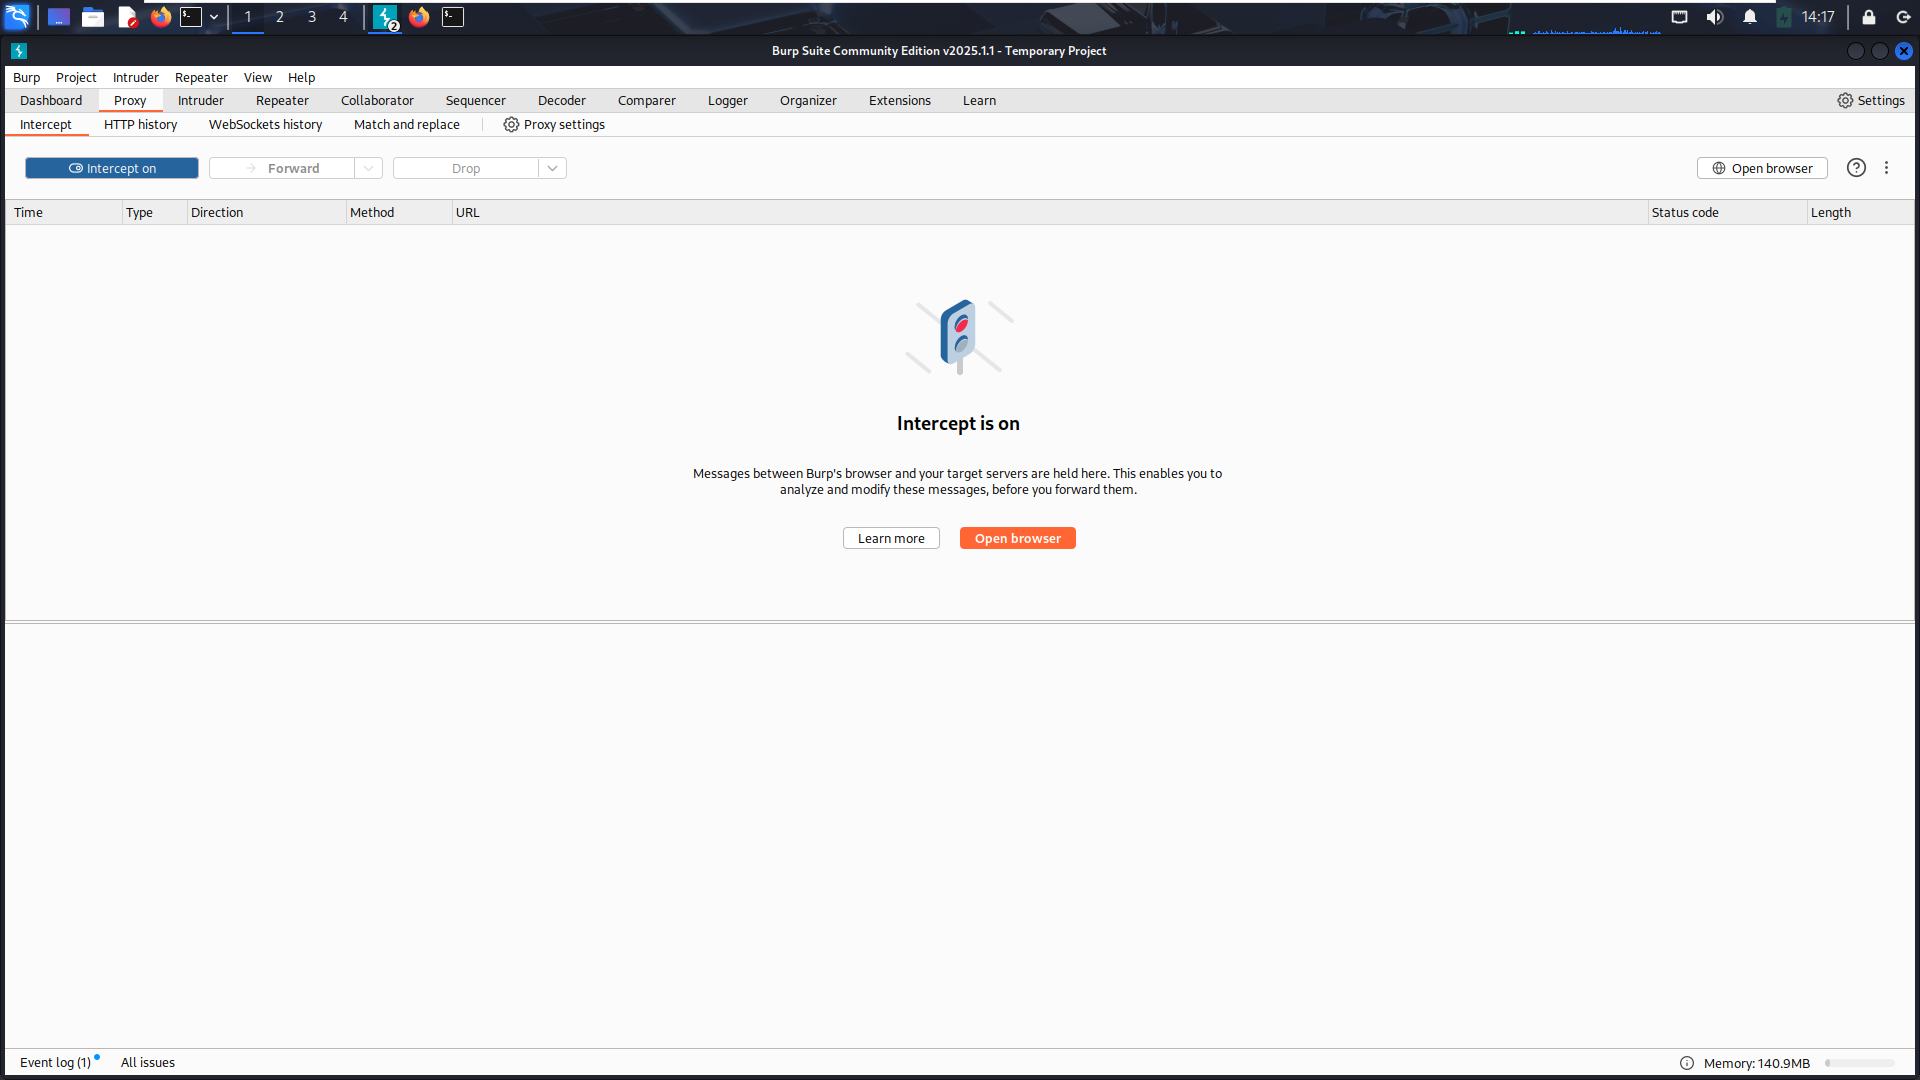 1 2 3 4 2 14:17
Burp Suite Community Edition v2025.1.1 - Temporary Project
Burp Project Intruder Repeater View Help
Dashboard Proxy Intruder Repeater Collaborator Sequencer Decoder Comparer Logger Organizer Extensions Learn Settings
Intercept HTTP history WebSockets history Match and replace Proxy settings
Intercept on Forward Drop Open browser
Time Type Direction Method URL Status code Length
Intercept is on
Messages between Burp's browser and your target servers are held here. This enables you to
analyze and modify these messages, before you forward them.
Learn more Open browser
Event log (1) All issues Memory: 140.9MB